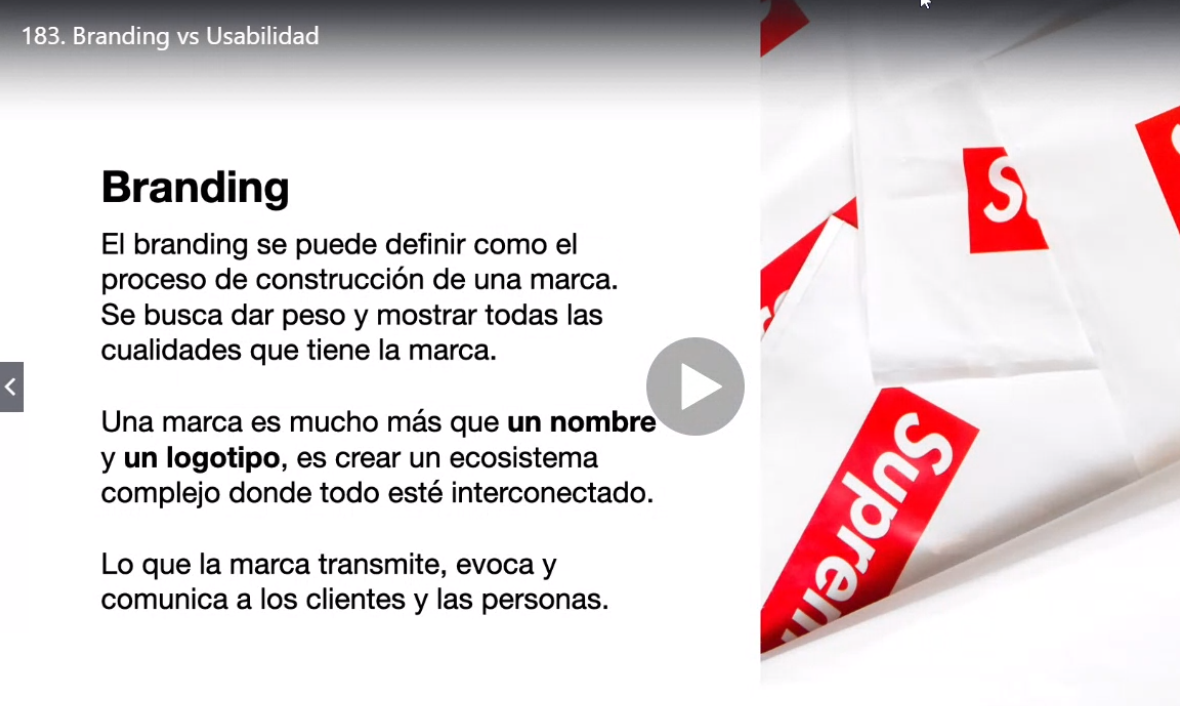 183. Branding vs Usabilidad
Branding
El branding se puede definir como el
proceso de construcción de una marca.
Se busca dar peso y mostrar todas las
cualidades que tiene la marca.
Una marca es mucho más que un nombre
y un logotipo, es crear un ecosistema
complejo donde todo esté interconectado.
Lo que la marca transmite, evoca y
comunica a los clientes y las personas.
S
Suprem